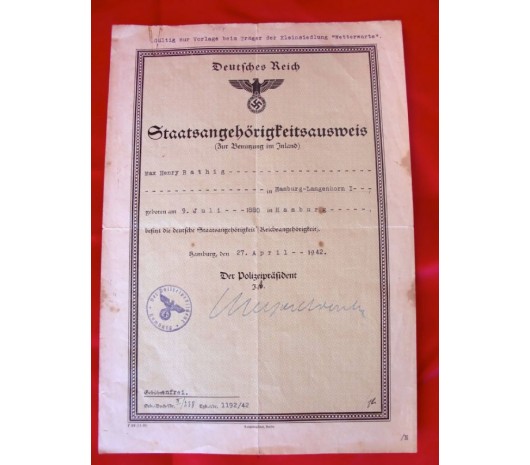 Gültig zur Vorlage beim Träger der Kleinsiedlung "Wetterwarte".
Deutsches Reich
Staatsangehörigkeitsausweis
(Zur Benutzung im Inland)
Max Henry Rathig
in Hamburg-Langenhorn 1
geboren am 9. Juli 1880 in Hamburg
besitzt die deutsche Staatsangehörigkeit (Reichsangehörigkeit).
Hamburg, den 27. April 1942.
Der Polizeipräsident
Gebührenfrei.
1192/42